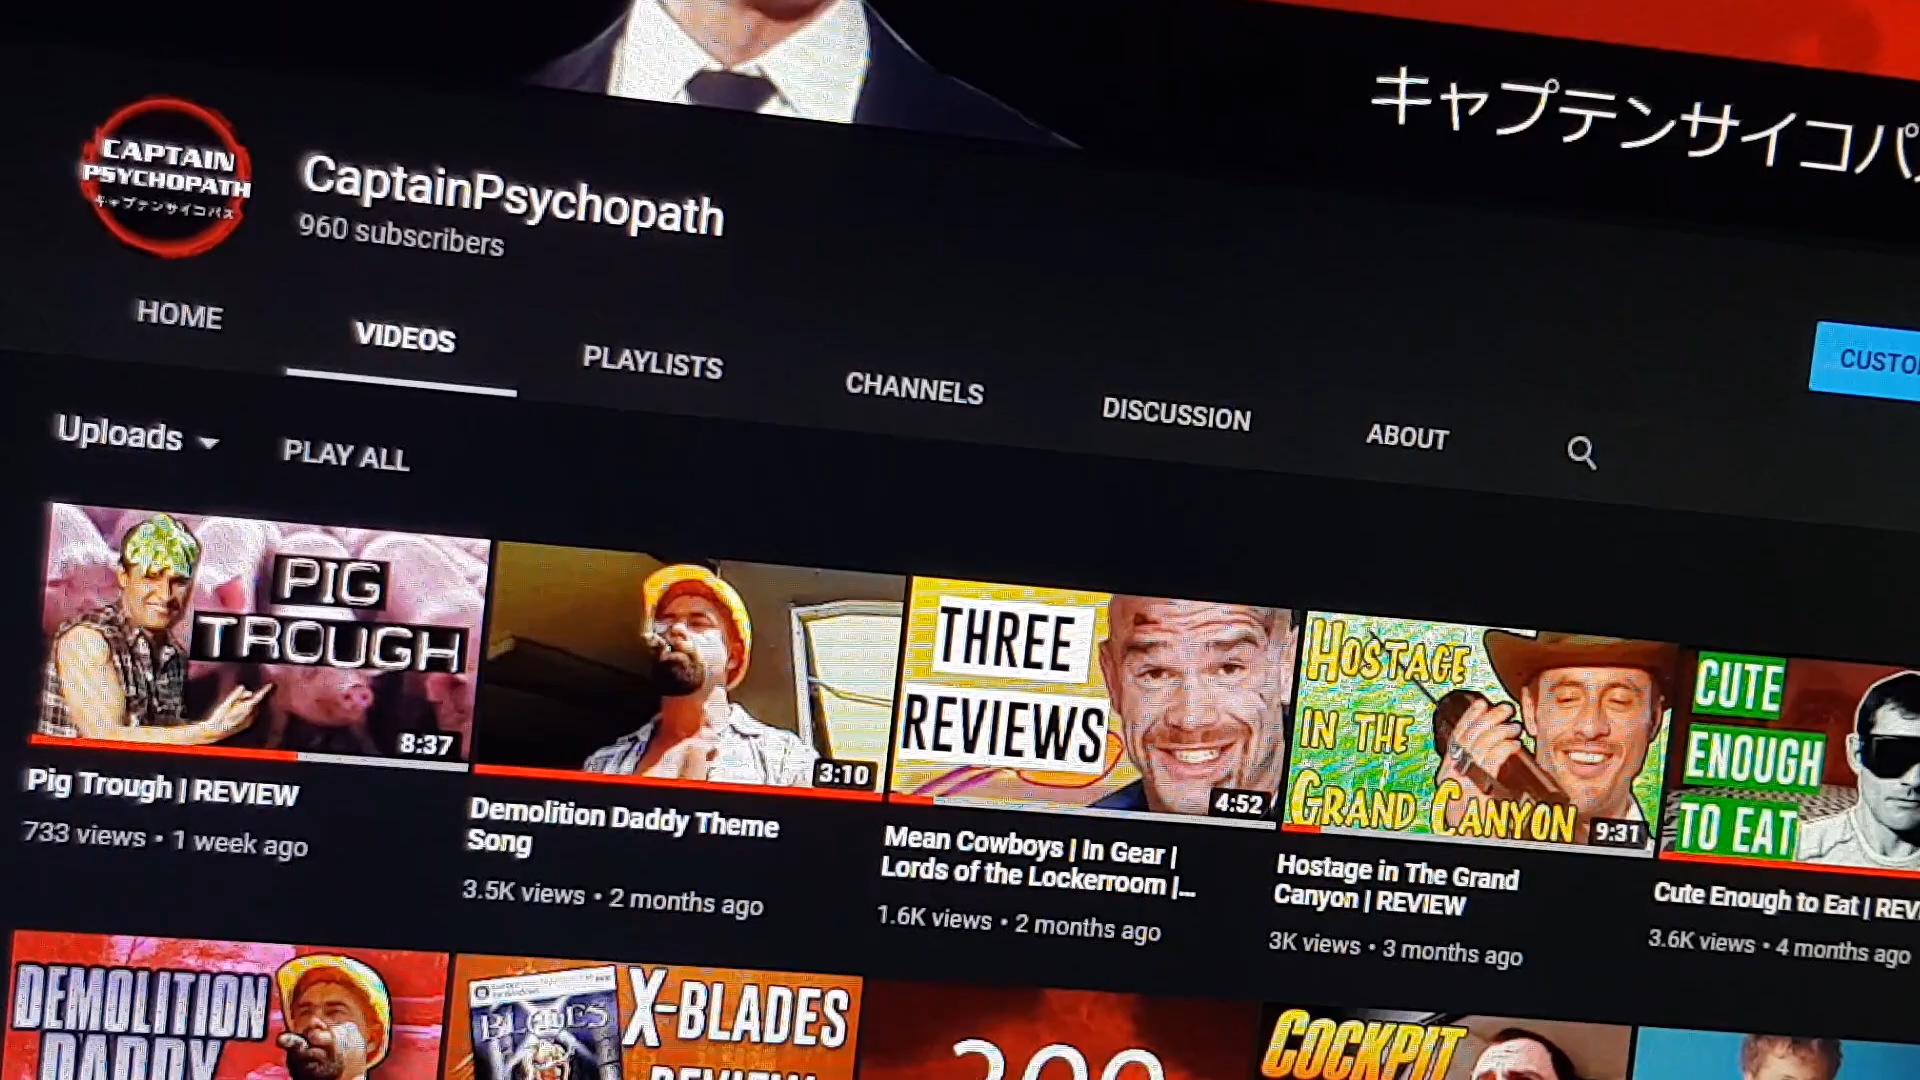 キャプテンサイコパ
CAPTAIN
PSYCHOPATH
キャプテンサイコパス
CaptainPsychopath
960 subscribers
HOME
VIDEOS
PLAYLISTS
CHANNELS
DISCUSSION
ABOUT
Uploads
PLAY ALL
PIG
TROUGH
8:37
3:10
THREE
REVIEWS
4:52
HOSTAGE
IN THE
GRAND CANYON
9:31
CUTE
ENOUGH
TO EAT
Pig Trough | REVIEW
733 views • 1 week ago
Demolition Daddy Theme
Song
3.5K views • 2 months ago
Mean Cowboys | In Gear |
Lords of the Lockerroom |...
1.6K views • 2 months ago
Hostage in The Grand
Canyon | REVIEW
3K views • 3 months ago
Cute Enough to Eat | REV
3.6K views • 4 months ago
DEMOLITION
DADDY
BLADES
X-BLADES
REVIEW
200
COCKPIT